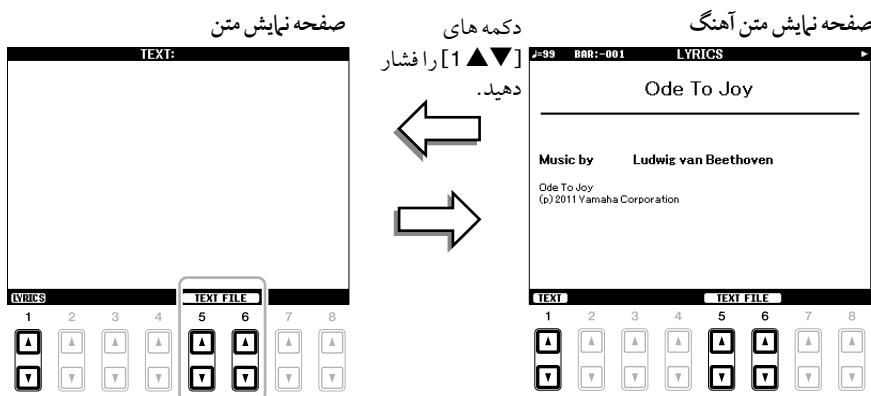 صفحه نمایش متن آهنگ
دکمه های
[▲▼ 1] را فشار
دهید.
صفحه نمایش متن
♩=99 BAR:-001 LYRICS
Ode To Joy
Music by Ludwig van Beethoven
Ode To Joy
(p) 2011 Yamaha Corporation
TEXT TEXT FILE
1 2 3 4 5 6 7 8
TEXT:
LYRICS TEXT FILE
1 2 3 4 5 6 7 8